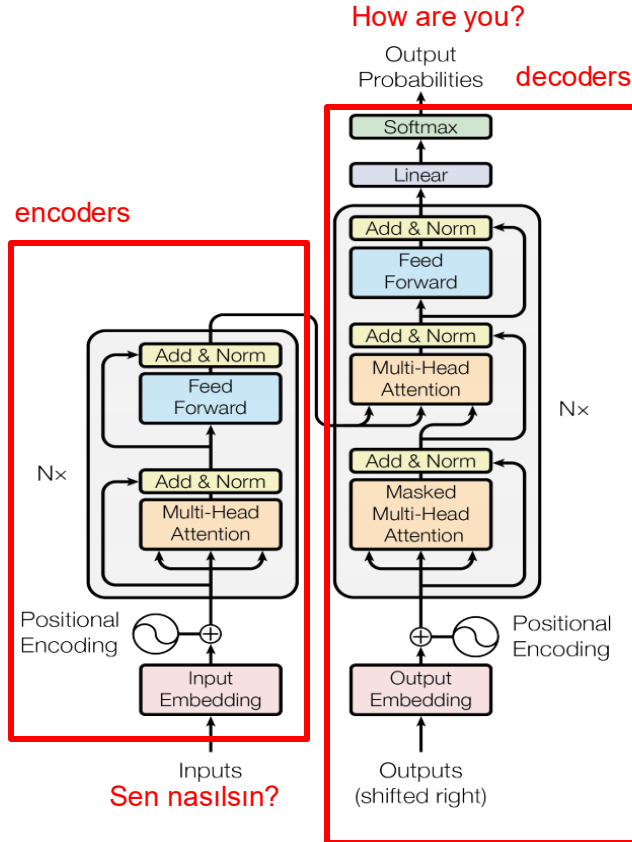 How are you?
Output
Probabilities
decoders
Softmax
Linear
encoders
Add & Norm
Feed
Forward
Add & Norm
Multi-Head
Attention
Nx
Add & Norm
Masked
Multi-Head
Attention
Add & Norm
Feed
Forward
Nx
Add & Norm
Multi-Head
Attention
Positional
Encoding
Positional
Encoding
Input
Embedding
Output
Embedding
Inputs
Sen nasılsın?
Outputs
(shifted right)